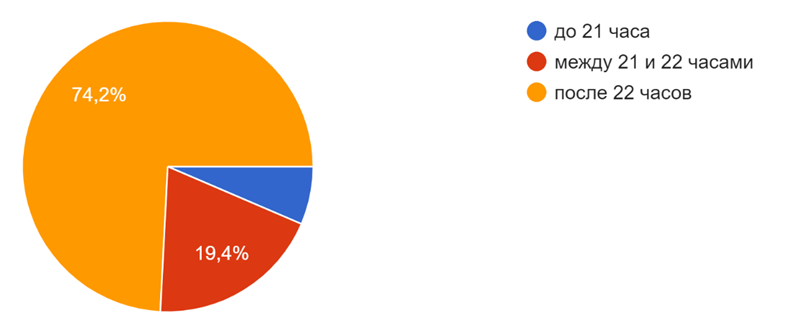 74,2%
19,4%
до 21 часа
между 21 и 22 часами
после 22 часов